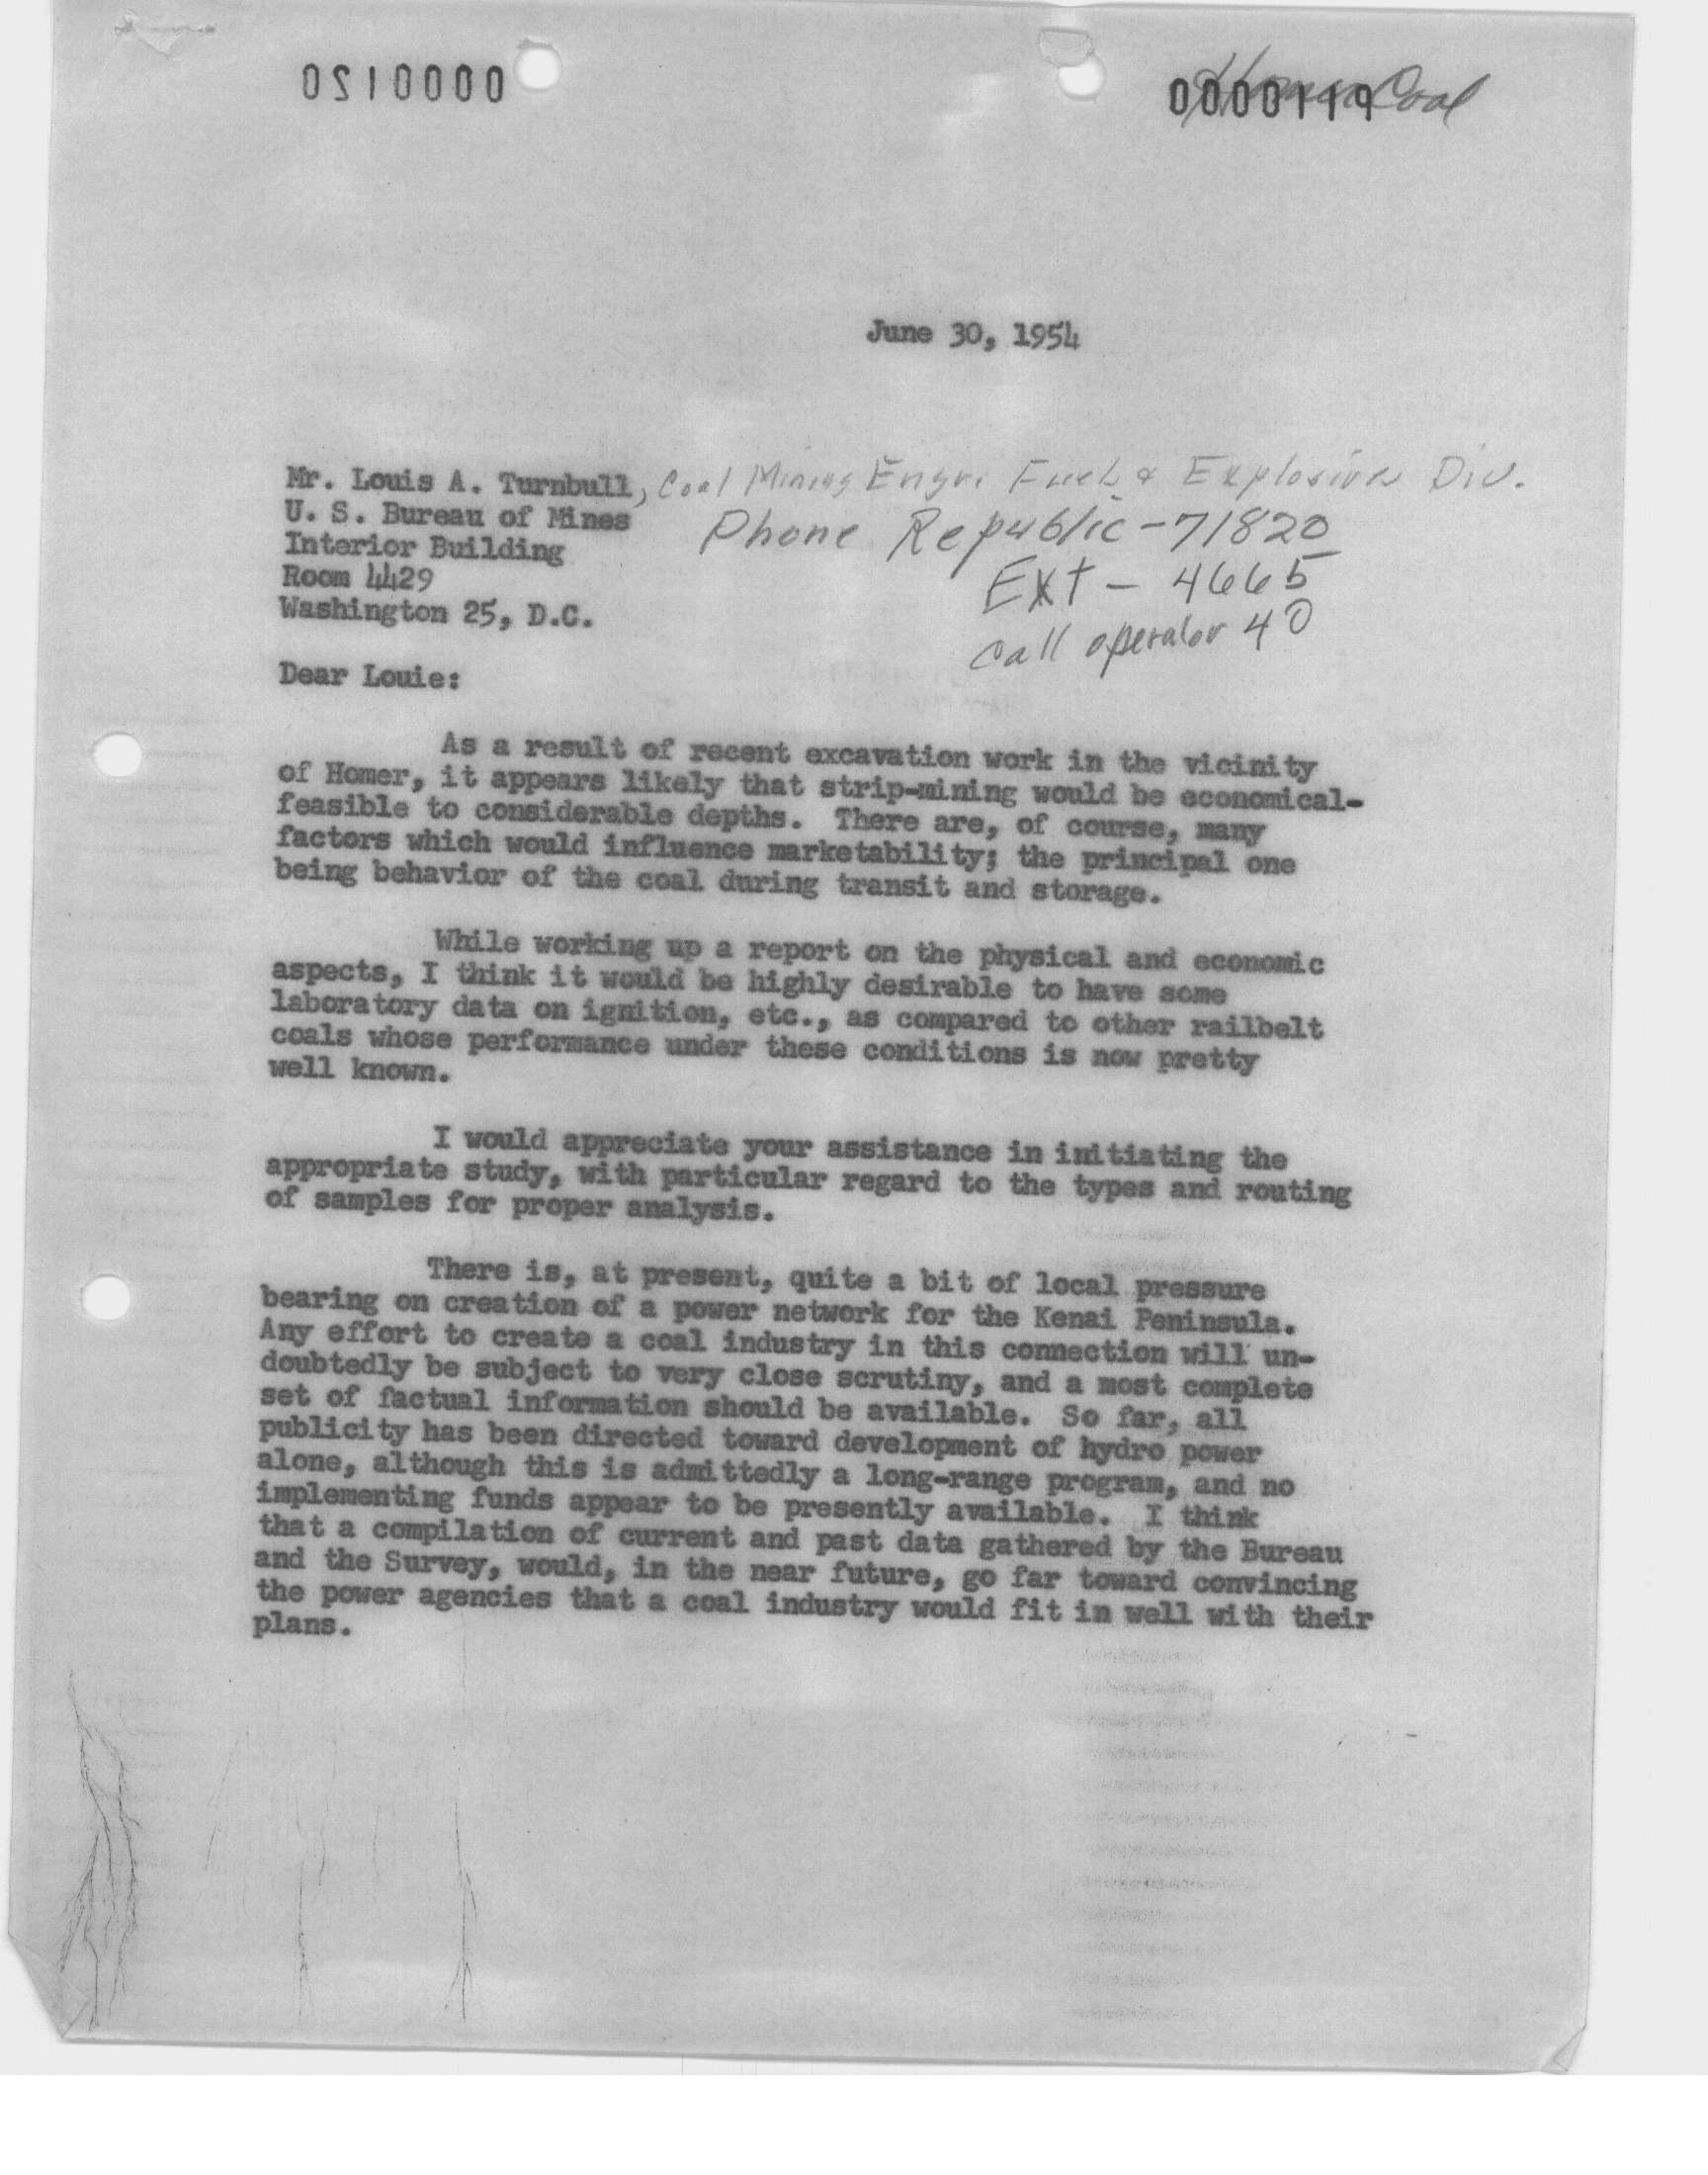 0000119
Homer Coal
June 30, 1954
Mr. Louis A. Turnbull, Coal Mining Engr. Fuels & Explosives Div.
U. S. Bureau of Mines
Phone Republic-71820
Interior Building
Ext - 4665
Room 4429
Call operator 40
Washington 25, D.C.
Dear Louie:
As a result of recent excavation work in the vicinity
of Homer, it appears likely that strip-mining would be economical-
feasible to considerable depths. There are, of course, many
factors which would influence marketability; the principal one
being behavior of the coal during transit and storage.
While working up a report on the physical and economic
aspects, I think it would be highly desirable to have some
laboratory data on ignition, etc., as compared to other railbelt
coals whose performance under these conditions is now pretty
well known.
I would appreciate your assistance in initiating the
appropriate study, with particular regard to the types and routing
of samples for proper analysis.
There is, at present, quite a bit of local pressure
bearing on creation of a power network for the Kenai Peninsula.
Any effort to create a coal industry in this connection will un-
doubtedly be subject to very close scrutiny, and a most complete
set of factual information should be available. So far, all
publicity has been directed toward development of hydro power
alone, although this is admittedly a long-range program, and no
implementing funds appear to be presently available. I think
that a compilation of current and past data gathered by the Bureau
and the Survey, would, in the near future, go far toward convincing
the power agencies that a coal industry would fit in well with their
plans.